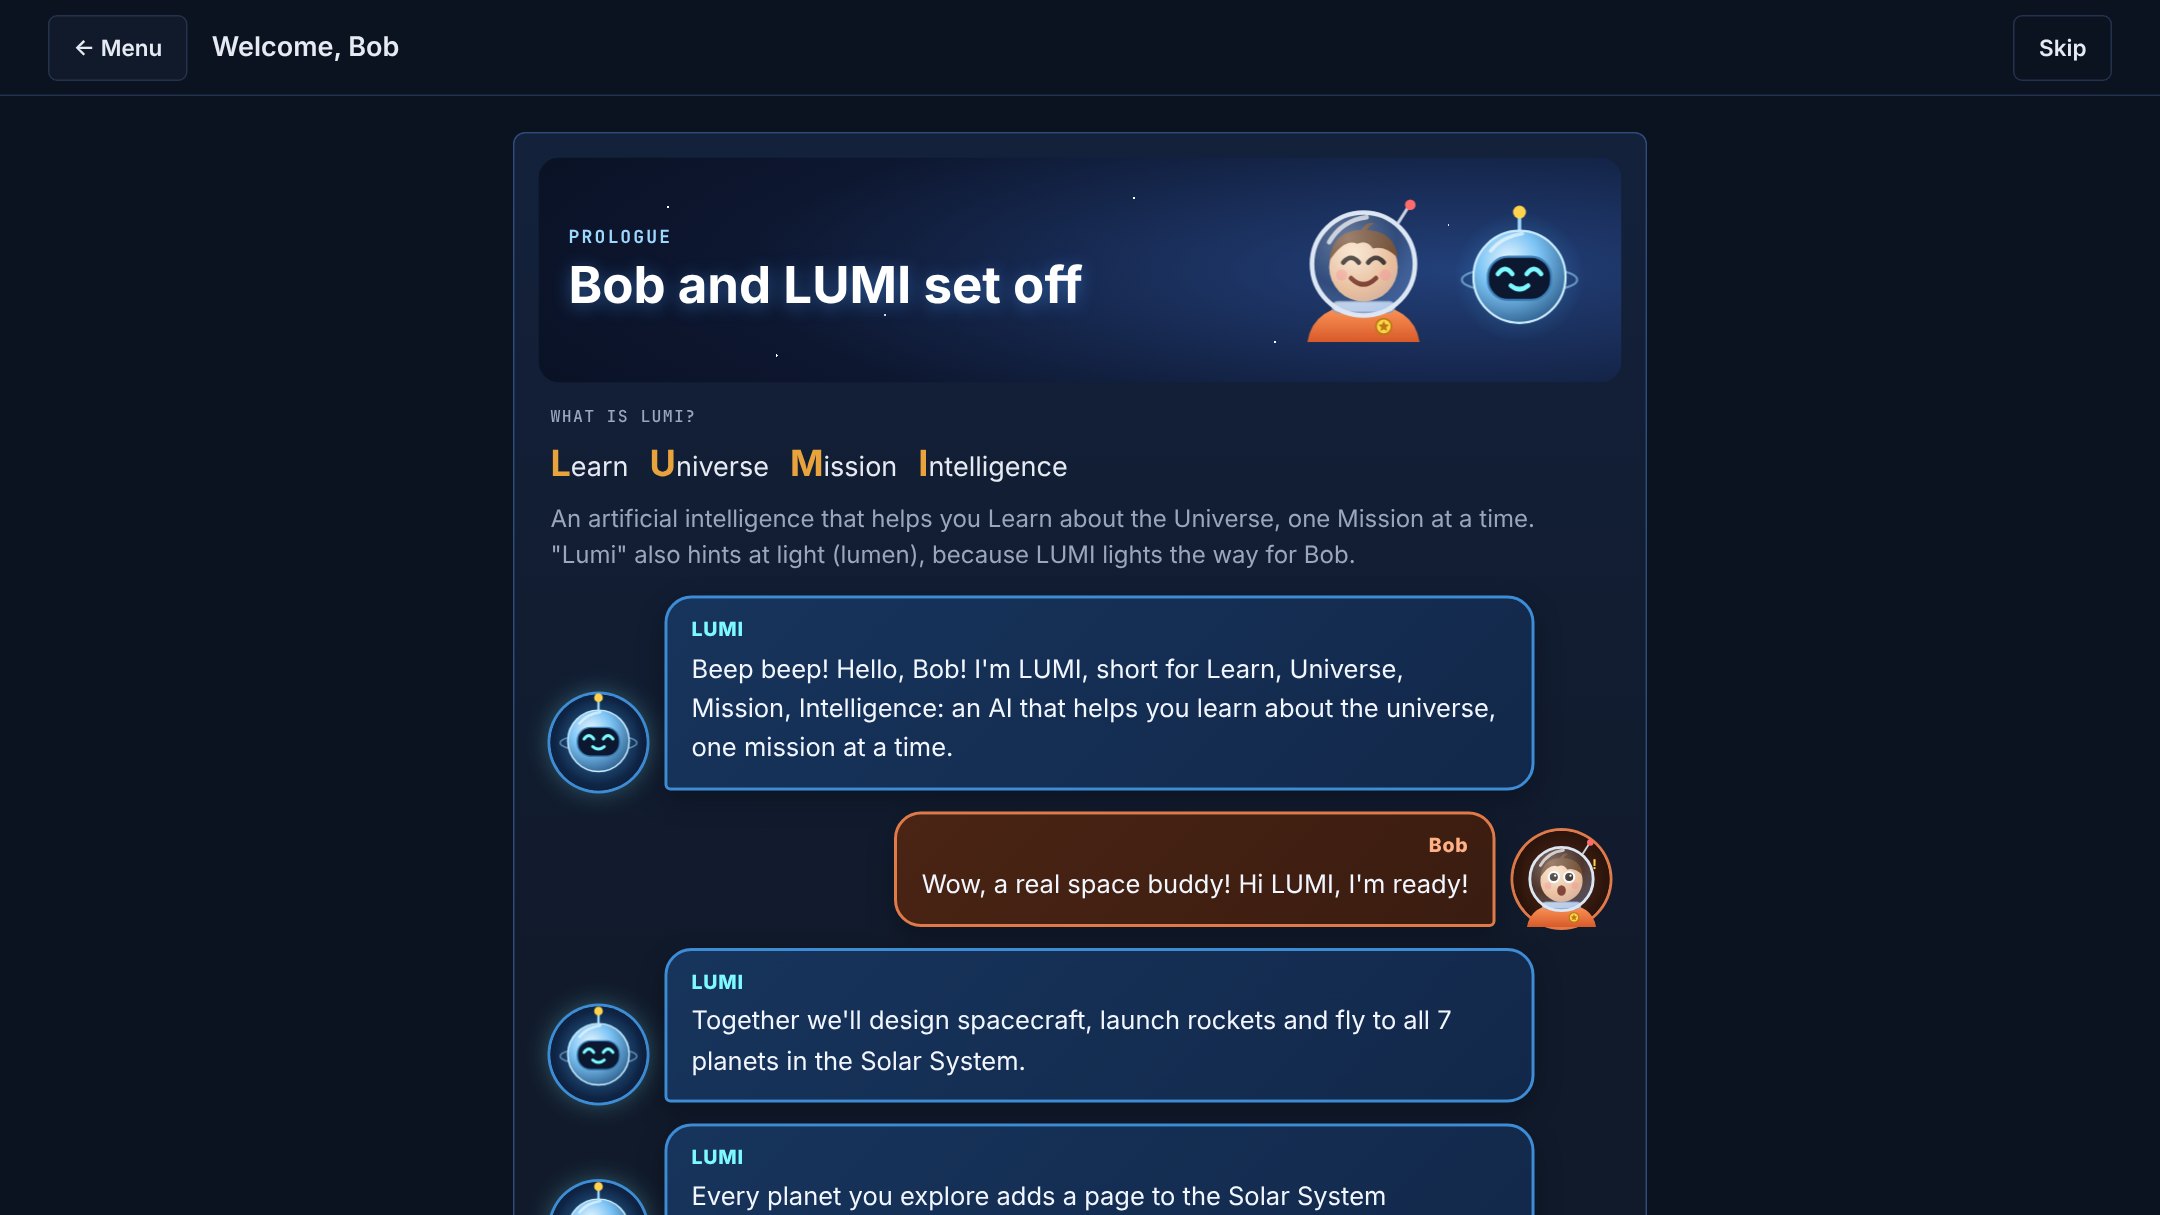 ← Menu
Welcome, Bob
Skip
PROLOGUE
Bob and LUMI set off
WHAT IS LUMI?
Learn Universe Mission Intelligence
An artificial intelligence that helps you Learn about the Universe, one Mission at a time.
"Lumi" also hints at light (lumen), because LUMI lights the way for Bob.
LUMI
Beep beep! Hello, Bob! I'm LUMI, short for Learn, Universe,
Mission, Intelligence: an AI that helps you learn about the universe,
one mission at a time.
Bob
Wow, a real space buddy! Hi LUMI, I'm ready!
LUMI
Together we'll design spacecraft, launch rockets and fly to all 7
planets in the Solar System.
LUMI
Every planet you explore adds a page to the Solar System